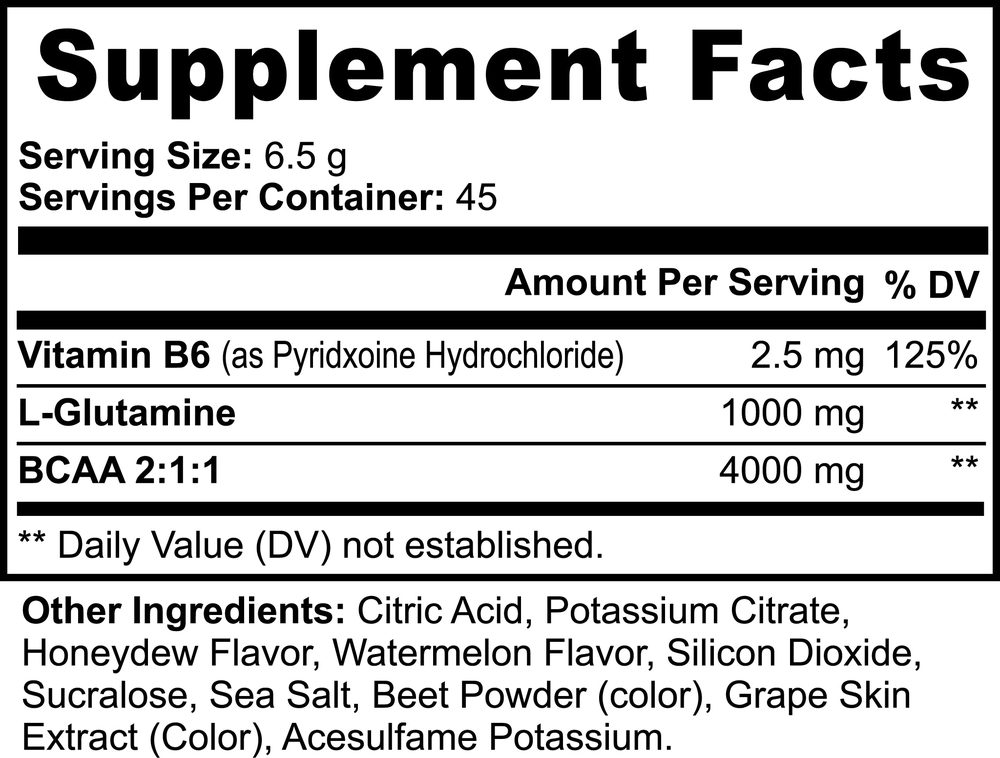 Supplement Facts
Serving Size: 6.5 g
Servings Per Container: 45
Amount Per Serving % DV
Vitamin B6 (as Pyridxoine Hydrochloride) 2.5 mg 125%
L-Glutamine 1000 mg **
BCAA 2:1:1 4000 mg **
** Daily Value (DV) not established.
Other Ingredients: Citric Acid, Potassium Citrate,
Honeydew Flavor, Watermelon Flavor, Silicon Dioxide,
Sucralose, Sea Salt, Beet Powder (color), Grape Skin
Extract (Color), Acesulfame Potassium.